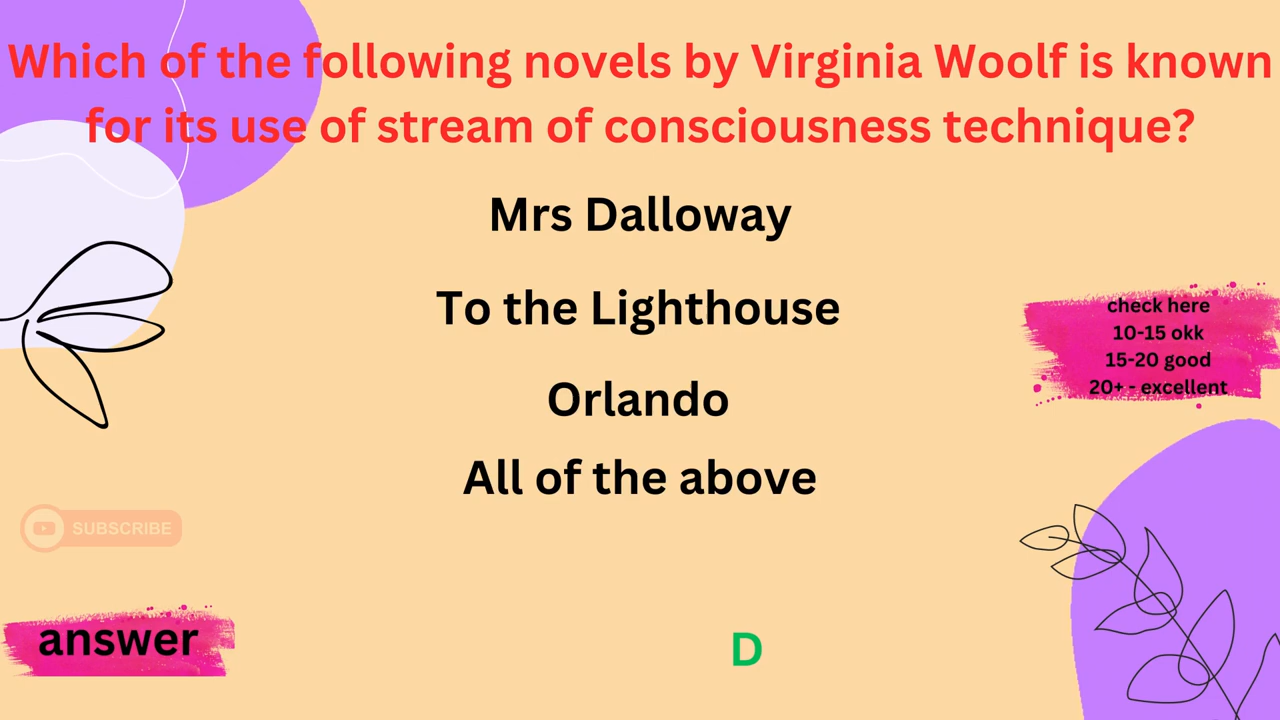 Which of the following novels by Virginia Woolf is known
for its use of stream of consciousness technique?
Mrs Dalloway
To the Lighthouse
Orlando
All of the above
check here
10-15 okk
15-20 good
20+ - excellent
SUBSCRIBE
answer
D